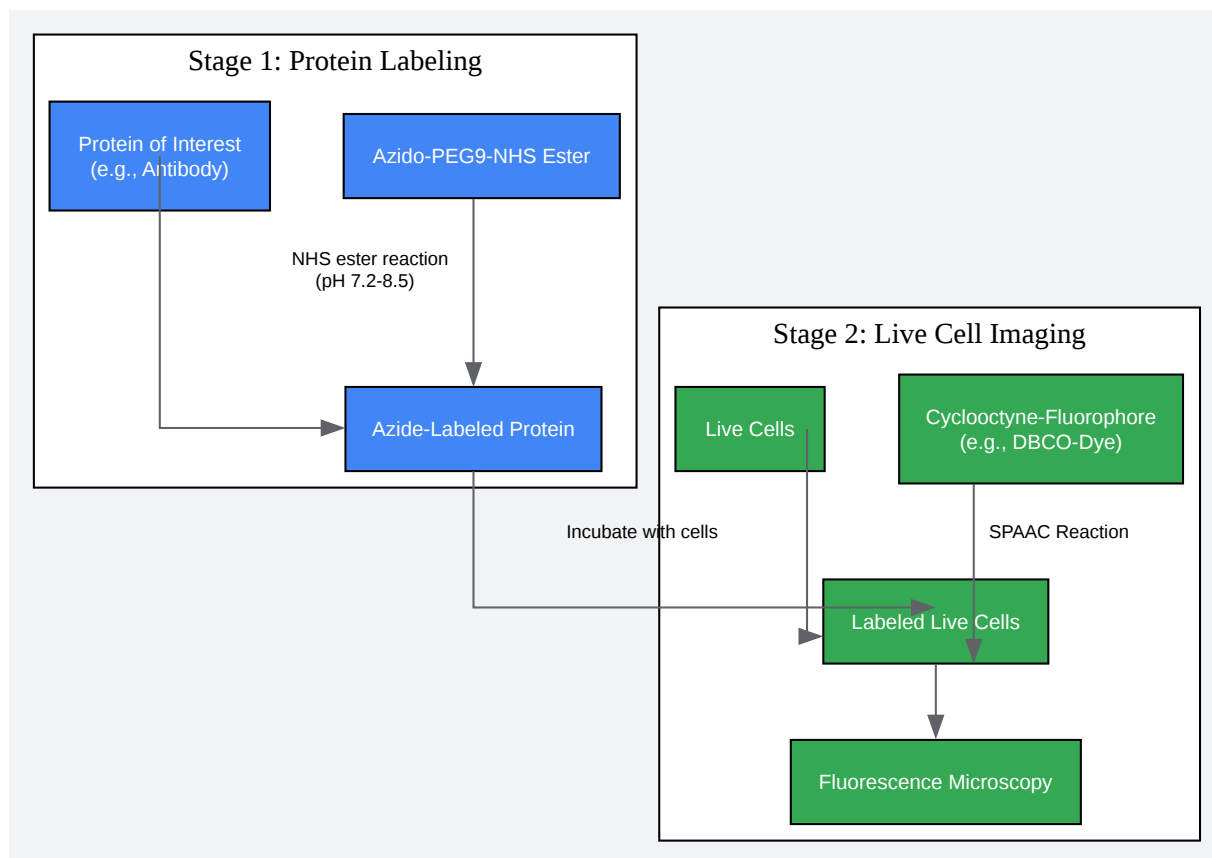 Stage 1: Protein Labeling
Protein of Interest
(e.g., Antibody)
Azido-PEG9-NHS Ester
NHS ester reaction
(pH 7.2-8.5)
Azide-Labeled Protein
Stage 2: Live Cell Imaging
Live Cells
Cyclooctyne-Fluorophore
(e.g., DBCO-Dye)
Incubate with cells
SPAAC Reaction
Labeled Live Cells
Fluorescence Microscopy